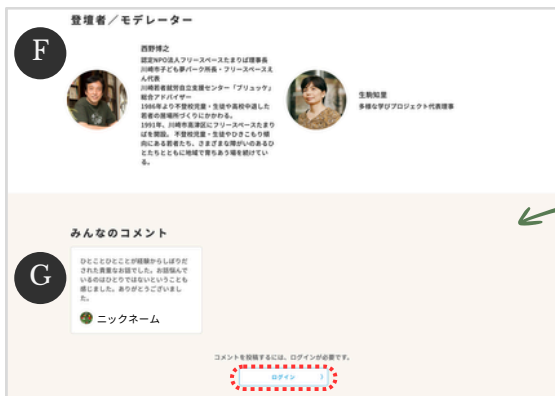 登壇者／モデレーター
F
西野博之
認定NPO法人フリースペースたまりば理事長
川崎市子ども夢パーク所長・フリースペースえ
ん代表
川崎若者就労自立支援センター「ブリュッケ」
総合アドバイザー
1986年より不登校児童・生徒や高校中退した
若者の居場所づくりにかかわる。
1991年、川崎市高津区にフリースペースたまり
ばを開設。不登校児童・生徒やひきこもり傾
向にある若者たち、さまざまな障がいのあるひ
とたちとともに地域で育ちあう場を続けてい
る。
生駒知里
多様な学びプロジェクト代表理事
みんなのコメント
G
ひとことひとことが経験からしぼりだ
された貴重なお話でした。お話悩んで
いるのはひとりではないということも
感じました。ありがとうございまし
た。
ニックネーム
コメントを投稿するには、ログインが必要です。
ログイン